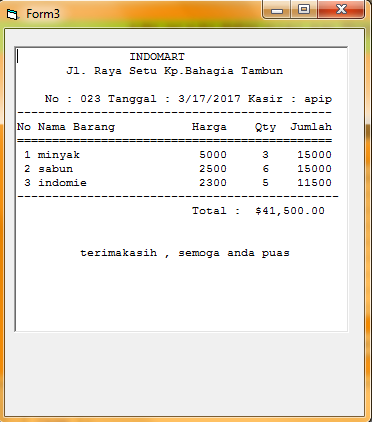 Form3
INDOMART
Jl. Raya Setu Kp.Bahagia Tambun
No : 023 Tanggal : 3/17/2017 Kasir : apip
---------------------------------------------
No Nama Barang Harga Qty Jumlah
=============================================
1 minyak 5000 3 15000
2 sabun 2500 6 15000
3 indomie 2300 5 11500
----------------------------------------------
Total : $41,500.00
terimakasih , semoga anda puas